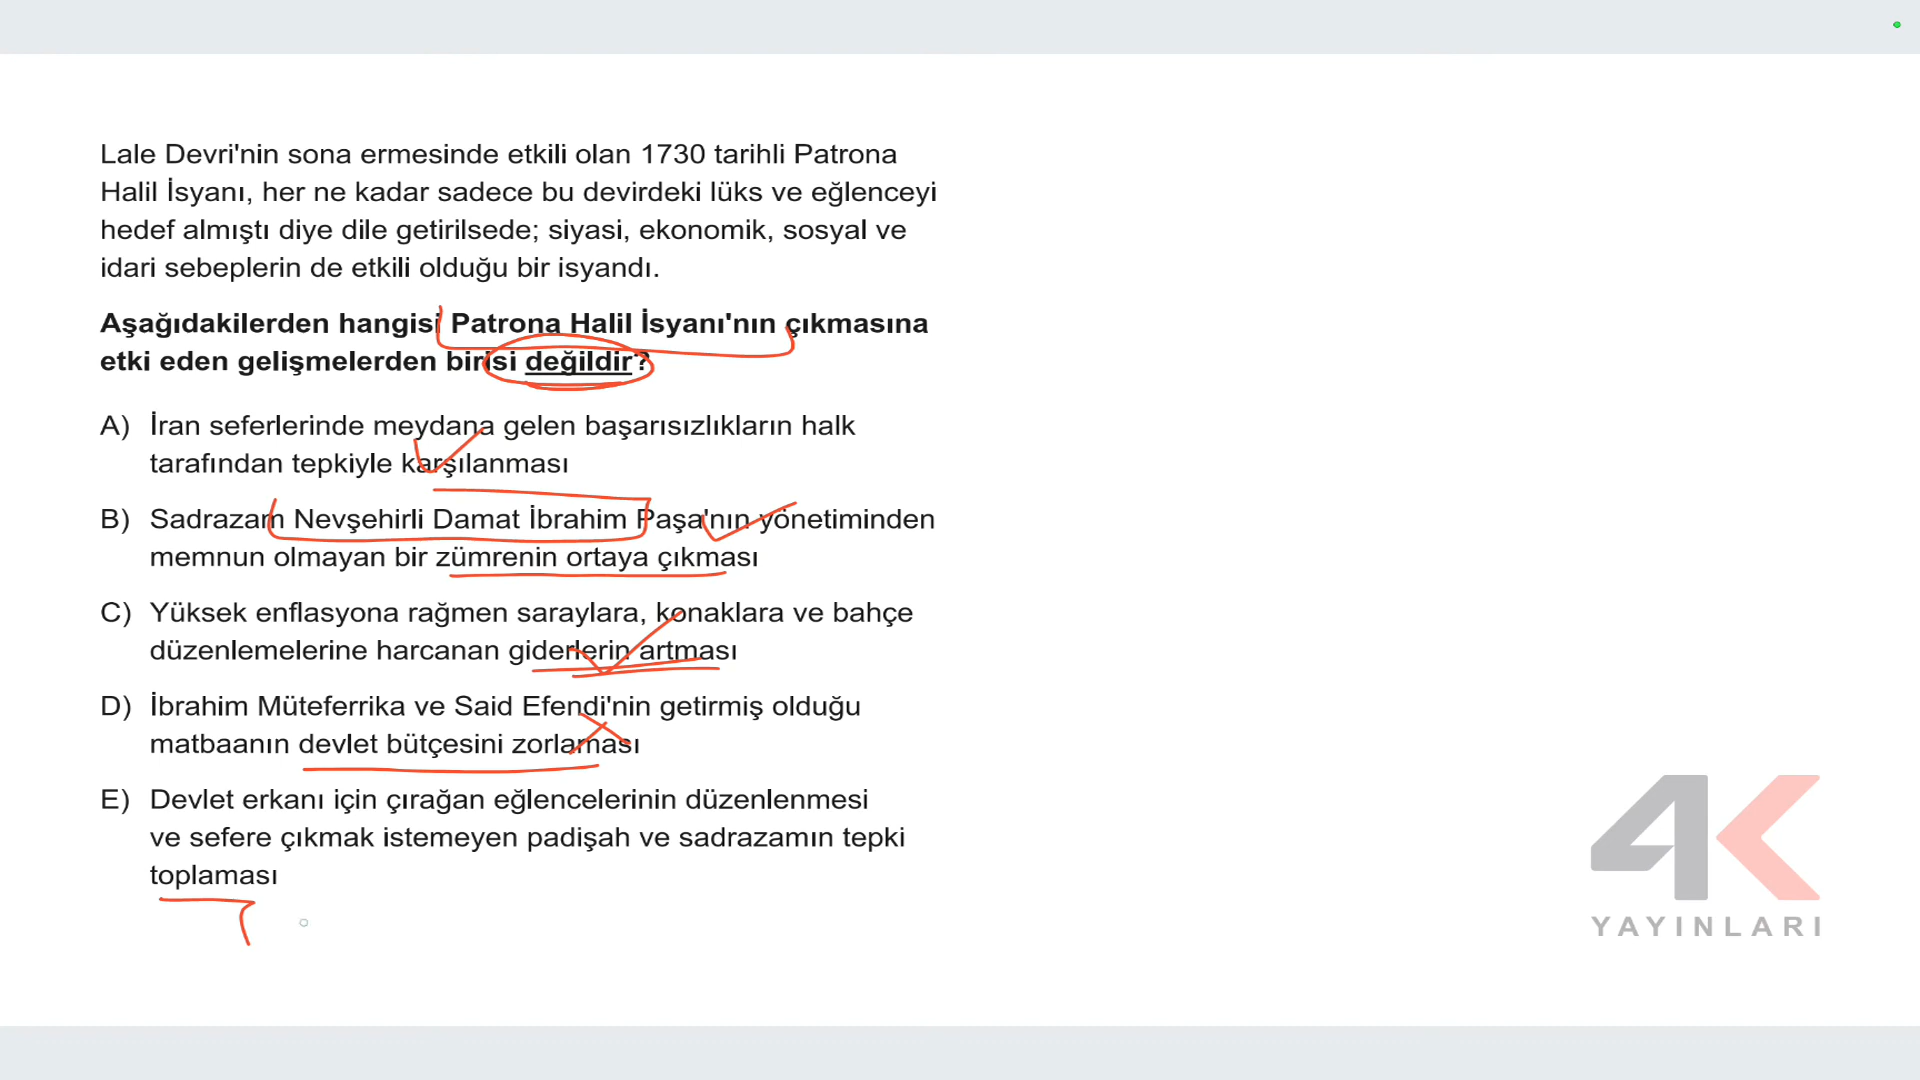 Lale Devri'nin sona ermesinde etkili olan 1730 tarihli Patrona
Halil İsyanı, her ne kadar sadece bu devirdeki lüks ve eğlenceyi
hedef almıştı diye dile getirilsede; siyasi, ekonomik, sosyal ve
idari sebeplerin de etkili olduğu bir isyandı.
Aşağıdakilerden hangisi Patrona Halil İsyanı'nın çıkmasına
etki eden gelişmelerden birisi değildir?
A) İran seferlerinde meydana gelen başarısızlıkların halk
tarafından tepkiyle karşılanması
B) Sadrazam Nevşehirli Damat İbrahim Paşa'nın yönetiminden
memnun olmayan bir zümrenin ortaya çıkması
C) Yüksek enflasyona rağmen saraylara, konaklara ve bahçe
düzenlemelerine harcanan giderlerin artması
D) İbrahim Müteferrika ve Said Efendi'nin getirmiş olduğu
matbaanın devlet bütçesini zorlaması
E) Devlet erkanı için çırağan eğlencelerinin düzenlenmesi
ve sefere çıkmak istemeyen padişah ve sadrazamın tepki
toplaması
4K
YAYINLARI